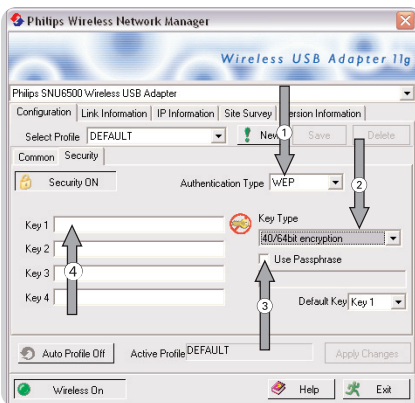 Philips Wireless Network Manager
Wireless USB Adapter 11g
Philips SNU6500 Wireless USB Adapter
Configuration Link Information IP Information Site Survey ersion Information
Select Profile DEFAULT New Save Delete
1
Common Security
Security ON Authentication Type WEP
2
Key 1 Key Type
40/64bit encryption
Key 2 Use Passphrase
Key 3
4
Key 4 Default Key Key 1
3
Auto Profile Off Active Profile DEFAULT Apply Changes
Wireless On Help Exit